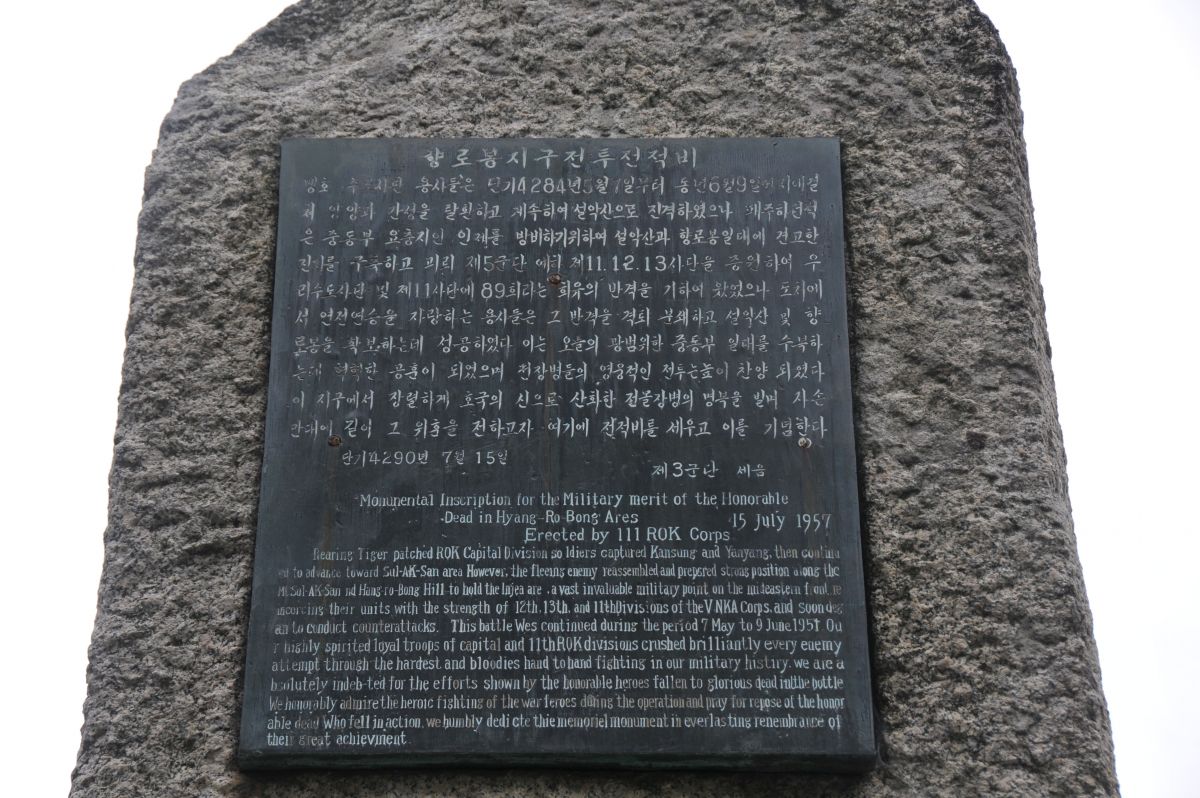 향로봉지구전투전적비
맹호 수도사단 용사들은 단기4284년5월7일부터 동년6월9일에 지애걸
쳐 양양과 간성을 탈환하고 계속하여 설악산으로 진격하였으나 패주하던적
은 중동부 요충지인 인제를 방비하기위하여 설악산과 향로봉일대에 견고한
진지를 구축하고 괴뢰 제5군단 예하 제11.12.13사단을 증원하여 우
리수도사단 및 제11사단에 89회라는 희유의 반격을 기하여 왔었으나 도처에
서 연전연승을 자랑하는 용사들은 그 반격을 격퇴 분쇄하고 설악산 및 향
로봉을 확보하는데 성공하였다 이는 오늘의 광범위한 중동부 일대를 수복하
는데 혁혁한 공훈이 되었으며 전장병들의 영웅적인 전투는높이 찬양 되였다
이 지구에서 장렬하게 호국의 신으로 산화한 전몰장병의 명복을 빌며 자손
만대에 길이 그 위훈을 전하고자 여기에 전적비를 세우고 이를 기념한다
단기4290년 7월 15일
제3군단 세움
Monumental Inscription for the Military merit of the Honorable
Dead in Hyang-Ro-Bong Ares 15 July 1957
Erected by 111 ROK Corps
Rearing Tiger patched ROK Capital Division so ldiers captured Kansung and Yanyang, then continu
ed to advance toward Sul-AK-San area However, the fleeing enemy reassembled and prepered strong position along the
Mt Sol-AK-San nd Hang-ro-Bong Hill to hold the Injea are .a vast invaluable military point on the mideastern front, re
incorcing their units with the strength of 12th, 13th, and 11thDivisions of the V NKA Corps, and soon deg
an to conduct counterattacks. This battle Wes continued during the period 7 May to 9 June 1951 Ou
r highly spirited loyal troops of capital and 11th ROK divisions crushed brilliantly every enemy
attempt through the hardest and bloodies haud to hand fighting in our military histiry. we are a
bsolutely indeb-ted for the efforts shown by the honorable heroes fallen to glorious dead in the bottle
We honorably admire the heroic fighting of the war feroes during the operation and pray for repose of the honor
able dead Who fell in action, we humbly dedicte thie memoriel monument in everlasting renembrance of
their great achievment.